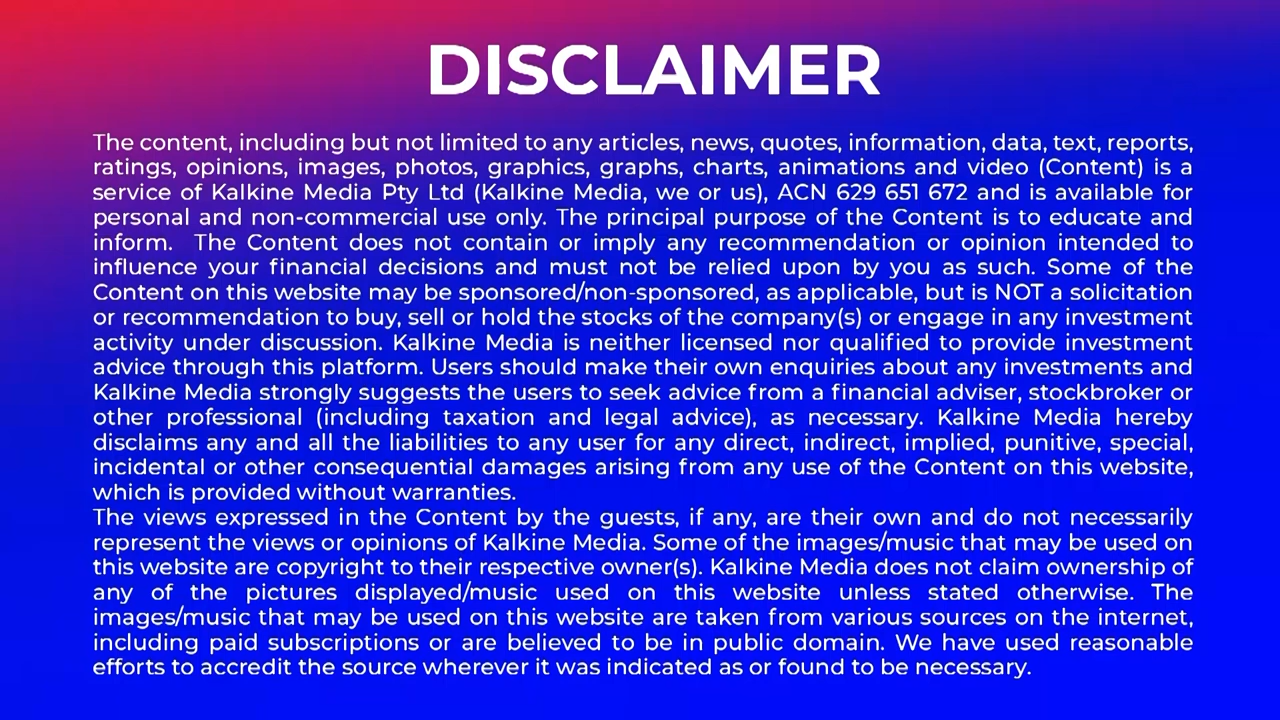 DISCLAIMER
The content, including but not limited to any articles, news, quotes, information, data, text, reports,
ratings, opinions, images, photos, graphics, graphs, charts, animations and video (Content) is a
service of Kalkine Media Pty Ltd (Kalkine Media, we or us), ACN 629 651 672 and is available for
personal and non-commercial use only. The principal purpose of the Content is to educate and
inform.  The Content does not contain or imply any recommendation or opinion intended to
influence your financial decisions and must not be relied upon by you as such. Some of the
Content on this website may be sponsored/non-sponsored, as applicable, but is NOT a solicitation
or recommendation to buy, sell or hold the stocks of the company(s) or engage in any investment
activity under discussion. Kalkine Media is neither licensed nor qualified to provide investment
advice through this platform. Users should make their own enquiries about any investments and
Kalkine Media strongly suggests the users to seek advice from a financial adviser, stockbroker or
other professional (including taxation and legal advice), as necessary. Kalkine Media hereby
disclaims any and all the liabilities to any user for any direct, indirect, implied, punitive, special,
incidental or other consequential damages arising from any use of the Content on this website,
which is provided without warranties.
The views expressed in the Content by the guests, if any, are their own and do not necessarily
represent the views or opinions of Kalkine Media. Some of the images/music that may be used on
this website are copyright to their respective owner(s). Kalkine Media does not claim ownership of
any of the pictures displayed/music used on this website unless stated otherwise. The
images/music that may be used on this website are taken from various sources on the internet,
including paid subscriptions or are believed to be in public domain. We have used reasonable
efforts to accredit the source wherever it was indicated as or found to be necessary.